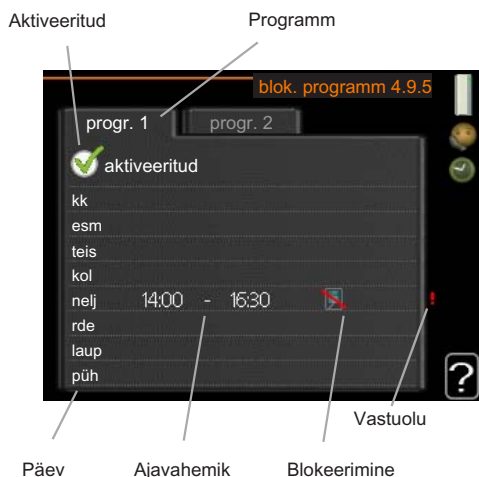 Aktiveeritud Programm
blok. programm 4.9.5
progr. 1 progr. 2
aktiveeritud
kk
esm
teis
kol
nelj 14:00 - 16:30 !
rde
laup
püh
?
Vastuolu
Päev Ajavahemik Blokeerimine